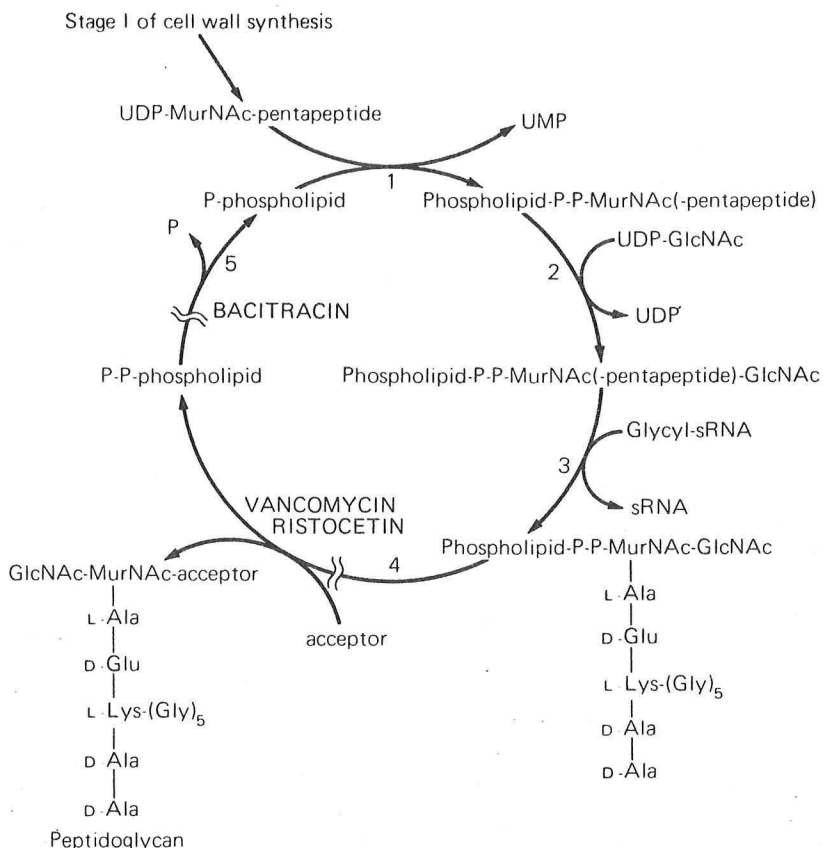 Stage I of cell wall synthesis
UDP-MurNAc-pentapeptide
UMP
1
P-phospholipid
Phospholipid-P-P-MurNAc(-pentapeptide)
P
5
2
UDP-GlcNAc
BACITRACIN
UDP
P-P-phospholipid
Phospholipid-P-P-MurNAc(-pentapeptide)-GlcNAc
Glycyl-sRNA
3
sRNA
VANCOMYCIN
RISTOCETIN
4
Phospholipid-P-P-MurNAc-GlcNAc
GlcNAc-MurNAc-acceptor
acceptor
L-Ala
D-Glu
L Lys-(Gly)5
D-Ala
D-Ala
Peptidoglycan
L-Ala
D-Glu
L Lys-(Gly)5
D-Ala
D-Ala